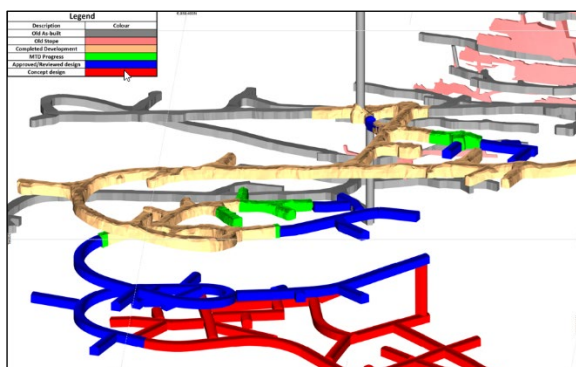 Legend
Description Colour
Old As-built
Old Stope
Completed Development
MTD Progress
Approved/Reviewed design
Concept design